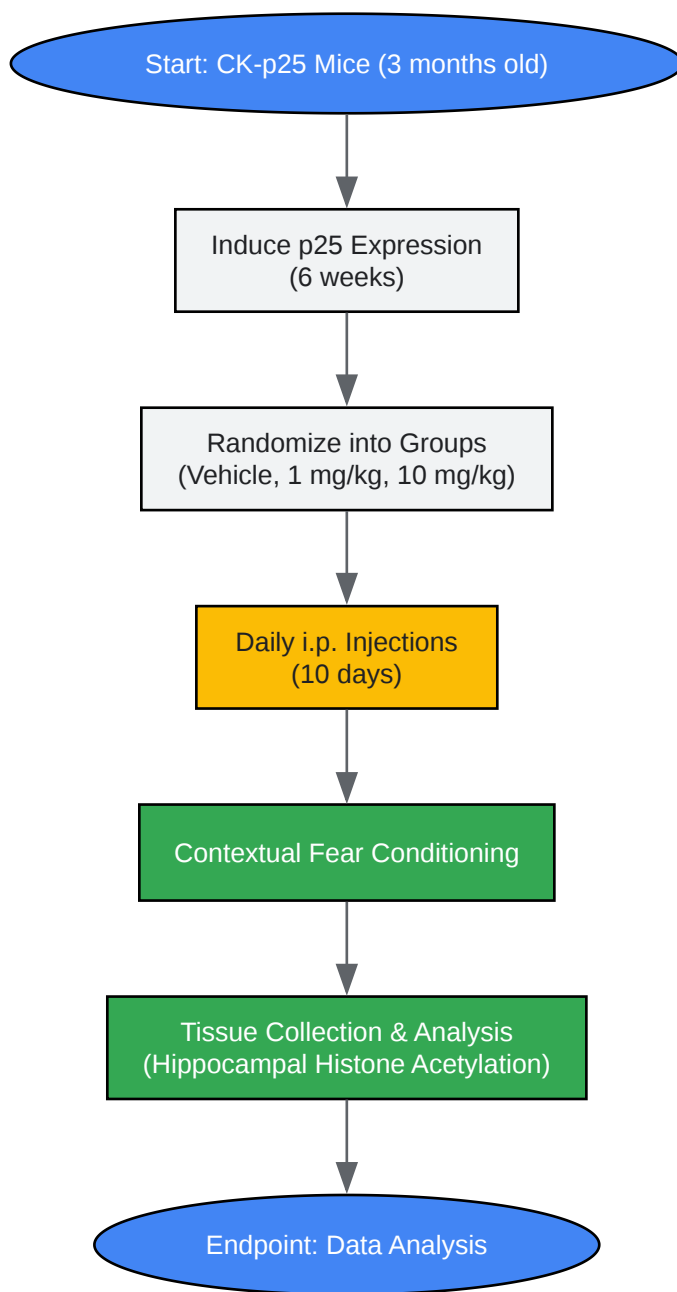 Start: CK-p25 Mice (3 months old)
Induce p25 Expression
(6 weeks)
Randomize into Groups
(Vehicle, 1 mg/kg, 10 mg/kg)
Daily i.p. Injections
(10 days)
Contextual Fear Conditioning
Tissue Collection & Analysis
(Hippocampal Histone Acetylation)
Endpoint: Data Analysis